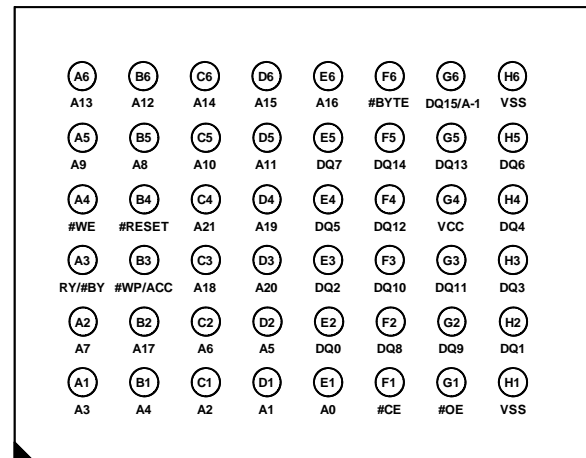 A6 B6 C6 D6 E6 F6 G6 H6
A13 A12 A14 A15 A16 #BYTE DQ15/A-1 VSS
A5 B5 C5 D5 E5 F5 G5 H5
A9 A8 A10 A11 DQ7 DQ14 DQ13 DQ6
A4 B4 C4 D4 E4 F4 G4 H4
#WE #RESET A21 A19 DQ5 DQ12 VCC DQ4
A3 B3 C3 D3 E3 F3 G3 H3
RY/#BY #WP/ACC A18 A20 DQ2 DQ10 DQ11 DQ3
A2 B2 C2 D2 E2 F2 G2 H2
A7 A17 A6 A5 DQ0 DQ8 DQ9 DQ1
A1 B1 C1 D1 E1 F1 G1 H1
A3 A4 A2 A1 A0 #CE #OE VSS